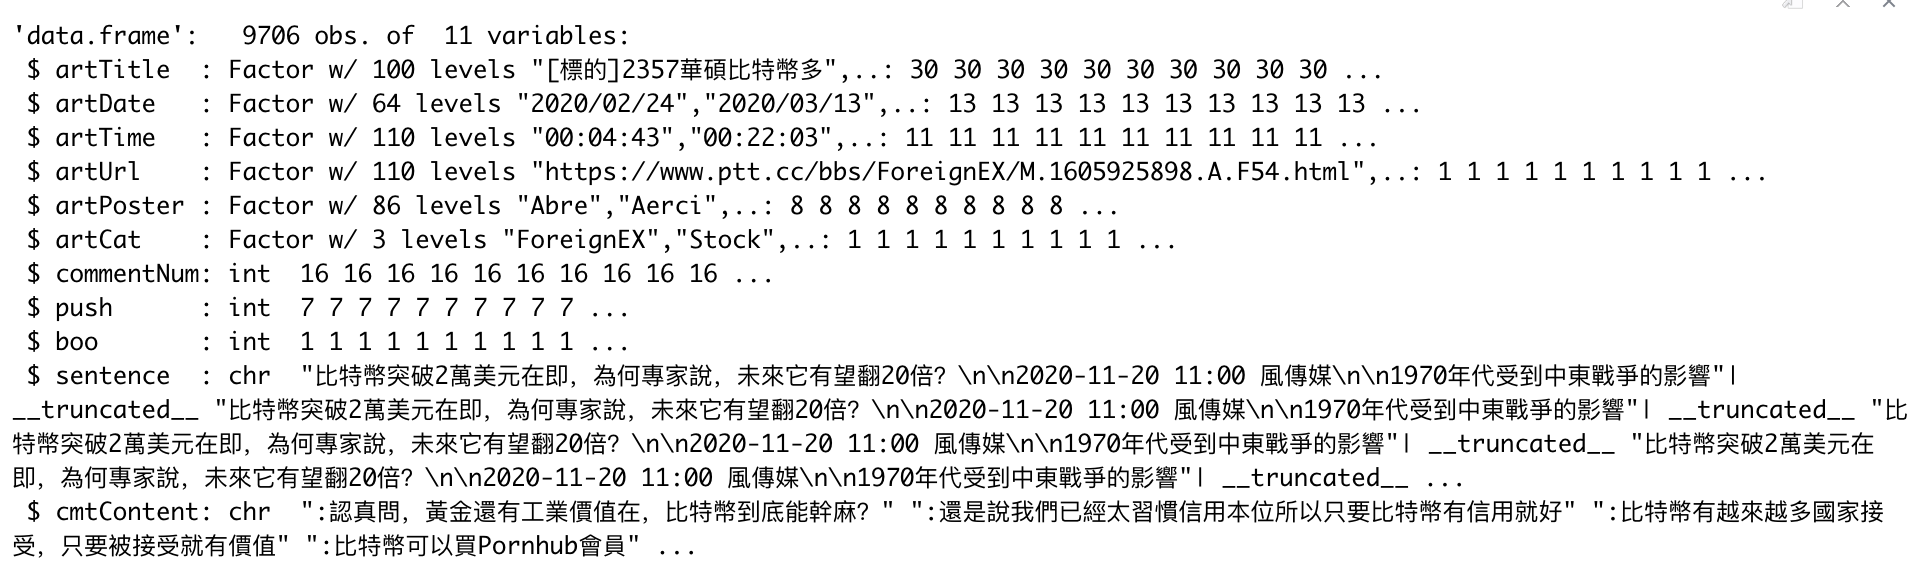 'data.frame':   9706 obs. of  11 variables:
 $ artTitle  : Factor w/ 100 levels "[標的]2357華碩比特幣多",..: 30 30 30 30 30 30 30 30 30 30 ...
 $ artDate   : Factor w/ 64 levels "2020/02/24","2020/03/13",..: 13 13 13 13 13 13 13 13 13 13 ...
 $ artTime   : Factor w/ 110 levels "00:04:43","00:22:03",..: 11 11 11 11 11 11 11 11 11 11 ...
 $ artUrl    : Factor w/ 110 levels "https://www.ptt.cc/bbs/ForeignEX/M.1605925898.A.F54.html",..: 1 1 1 1 1 1 1 1 1 1 ...
 $ artPoster : Factor w/ 86 levels "Abre","Aerci",..: 8 8 8 8 8 8 8 8 8 8 ...
 $ artCat    : Factor w/ 3 levels "ForeignEX","Stock",..: 1 1 1 1 1 1 1 1 1 1 ...
 $ commentNum: int  16 16 16 16 16 16 16 16 16 16 ...
 $ push      : int  7 7 7 7 7 7 7 7 7 7 ...
 $ boo       : int  1 1 1 1 1 1 1 1 1 1 ...
 $ sentence  : chr  "比特幣突破2萬美元在即，為何專家說，未來它有望翻20倍？\n\n2020-11-20 11:00 風傳媒\n\n1970年代受到中東戰爭的影響"|
__truncated__ "比特幣突破2萬美元在即，為何專家說，未來它有望翻20倍？\n\n2020-11-20 11:00 風傳媒\n\n1970年代受到中東戰爭的影響"| __truncated__ "比
特幣突破2萬美元在即，為何專家說，未來它有望翻20倍？\n\n2020-11-20 11:00 風傳媒\n\n1970年代受到中東戰爭的影響"| __truncated__ "比特幣突破2萬美元在
即，為何專家說，未來它有望翻20倍？\n\n2020-11-20 11:00 風傳媒\n\n1970年代受到中東戰爭的影響"| __truncated__ ...
 $ cmtContent: chr  ":認真問，黃金還有工業價值在，比特幣到底能幹麻？" ":還是說我們已經太習慣信用本位所以只要比特幣有信用就好" ":比特幣有越來越多國家接
受，只要被接受就有價值" ":比特幣可以買Pornhub會員" ...